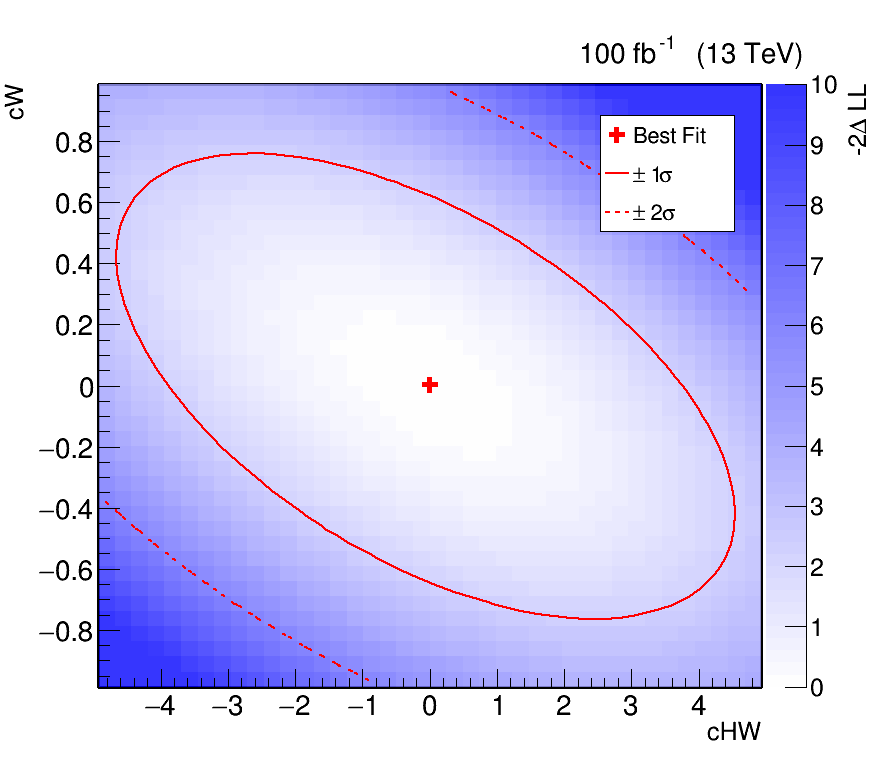 100 fb⁻¹ (13 TeV)
cW
-2Δ LL
Best Fit
± 1σ
± 2σ
0.8
0.6
0.4
0.2
0
−0.2
−0.4
−0.6
−0.8
10
9
8
7
6
5
4
3
2
1
0
−4 −3 −2 −1 0 1 2 3 4
cHW